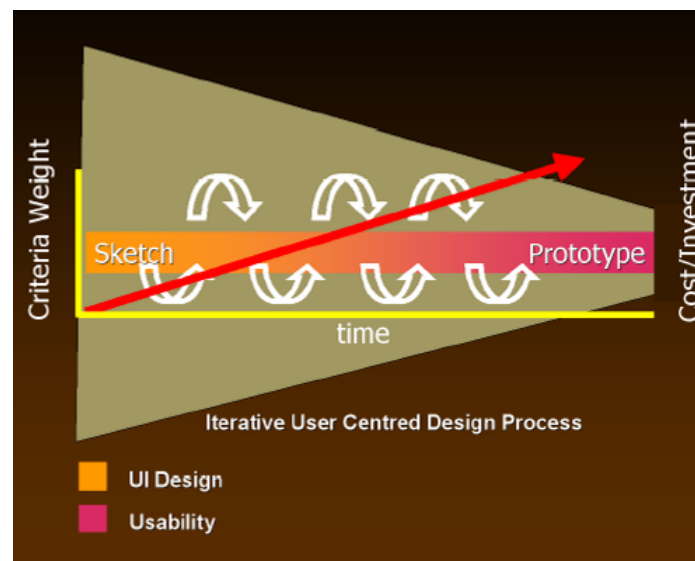 Criteria Weight
Sketch
Prototype
Cost/Investment
time
Iterative User Centred Design Process
UI Design
Usability